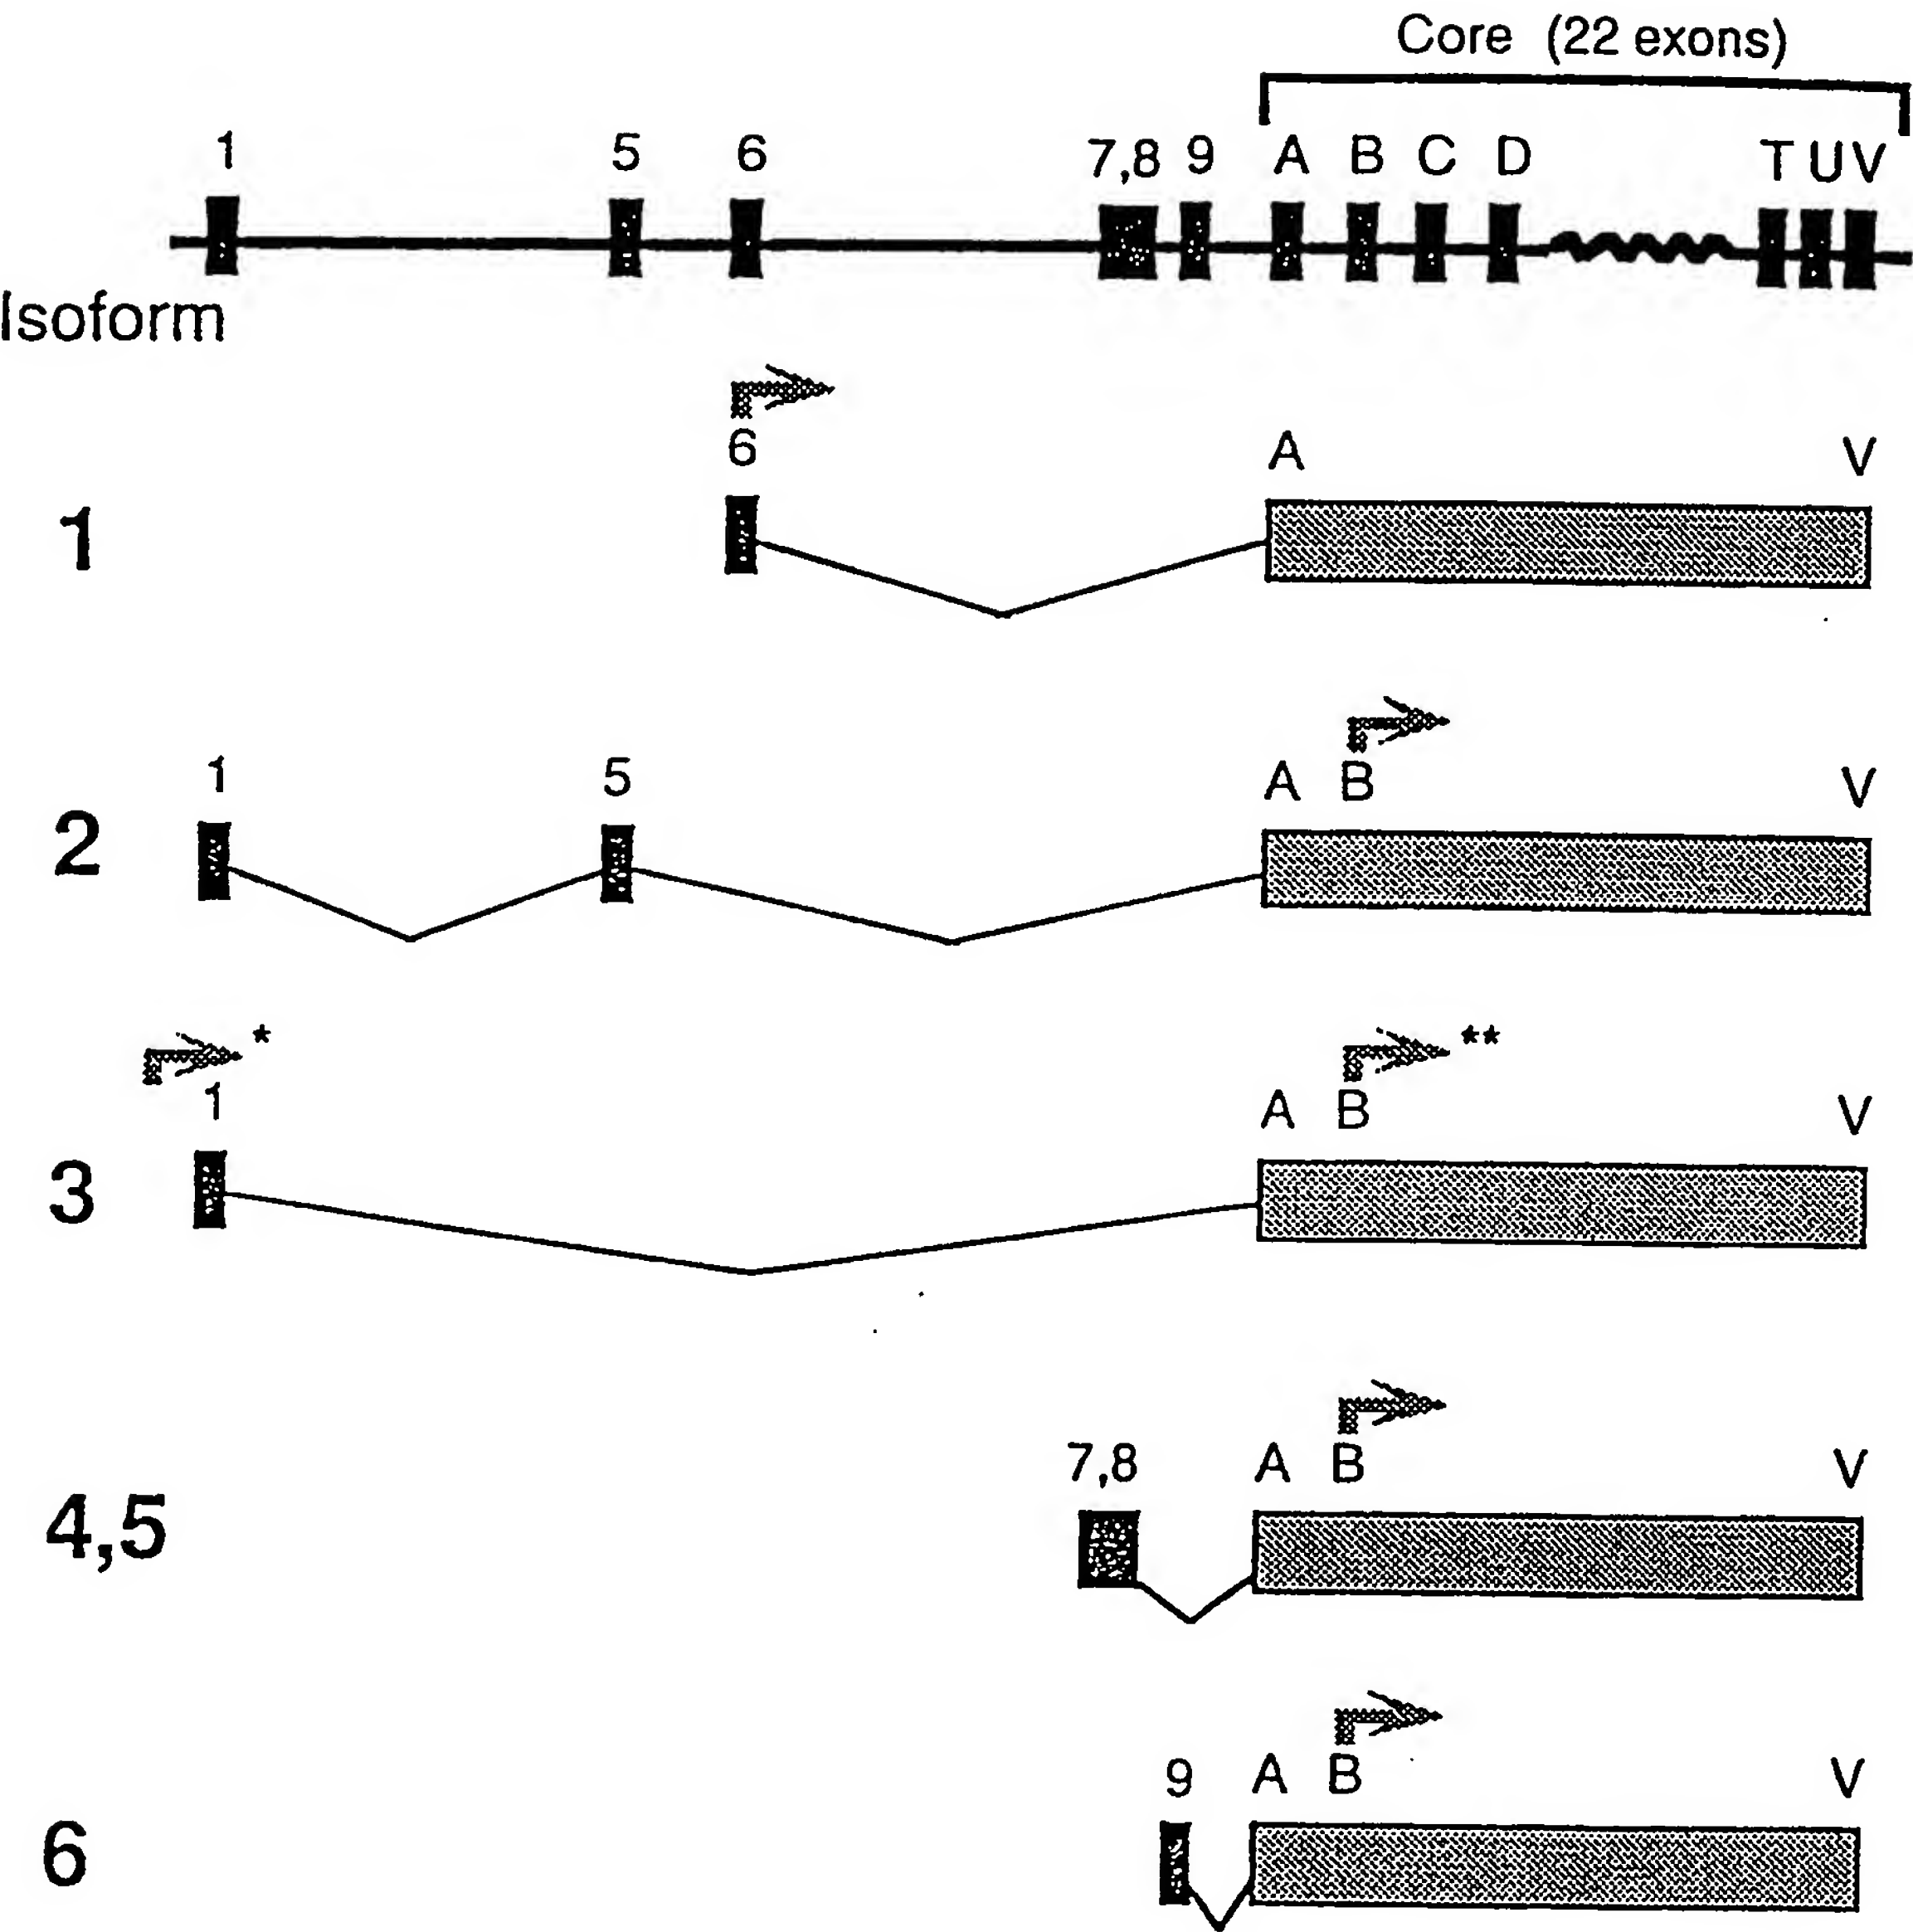 Core (22 exons)
1 5 6 7,8 9 A B C D T U V
Isoform
6 A V
1
1 5 A B V
2
* **
1 A B V
3
7,8 A B V
4,5
9 A B V
6